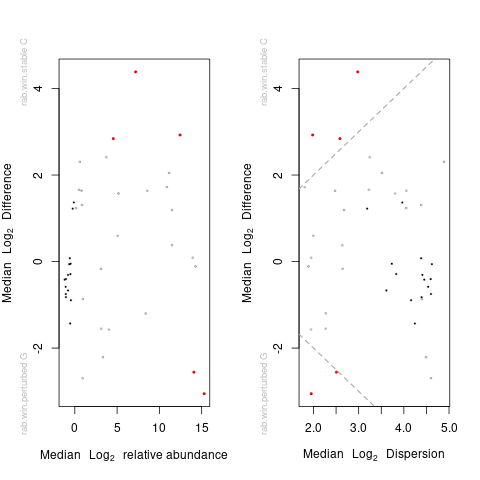 rab.win.stable C
rab.win.perturbed G
Median Log2 Difference
4
2
0
-2
0 5 10 15
Median Log2 relative abundance
rab.win.stable C
rab.win.perturbed G
Median Log2 Difference
4
2
0
-2
2.0 3.0 4.0 5.0
Median Log2 Dispersion